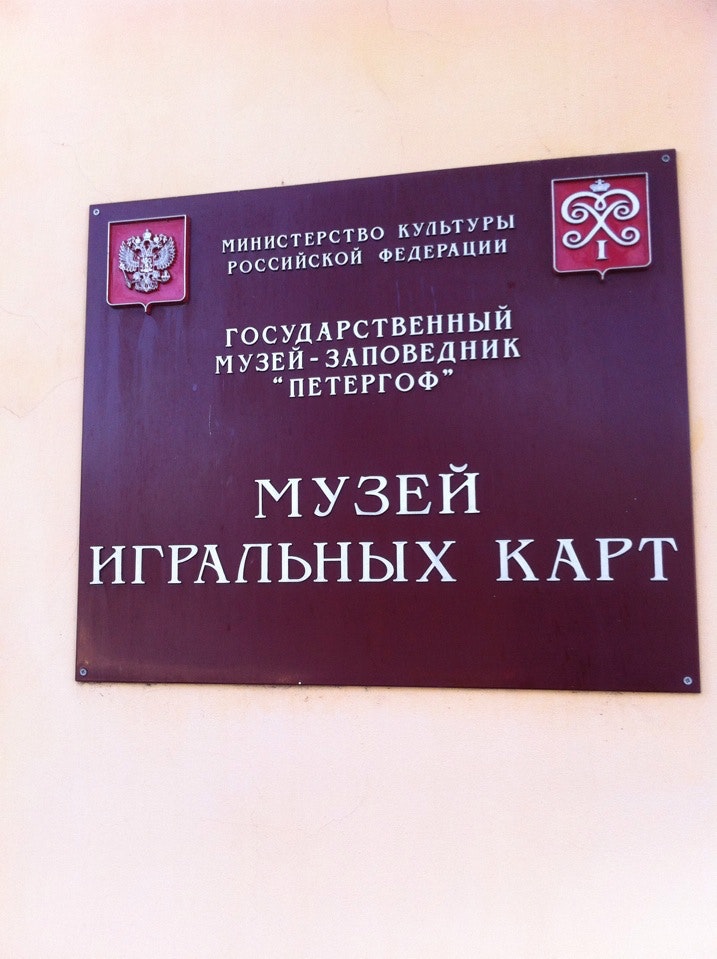 МИНИСТЕРСТВО КУЛЬТУРЫ
РОССИЙСКОЙ ФЕДЕРАЦИИ
I
ГОСУДАРСТВЕННЫЙ
МУЗЕЙ-ЗАПОВЕДНИК
"ПЕТЕРГОФ"
МУЗЕЙ
ИГРАЛЬНЫХ КАРТ